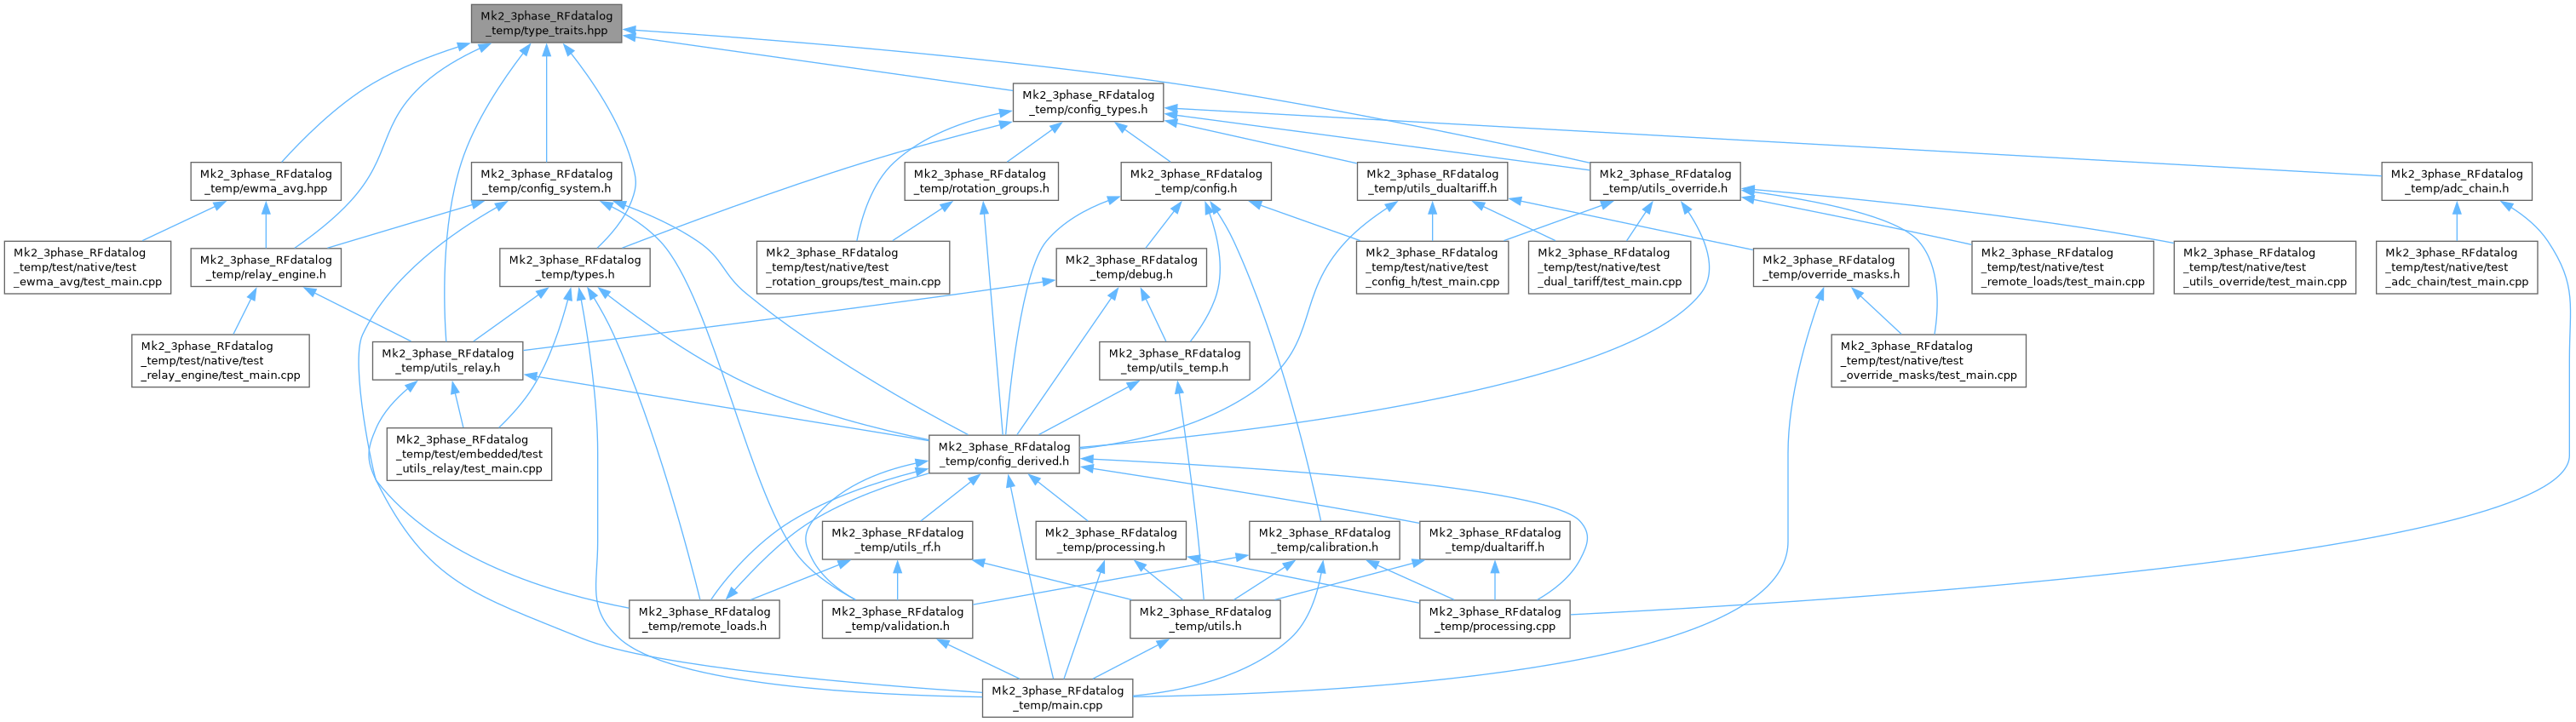 Mk2_3phase_RFdatalog
_temp/type_traits.hpp
Mk2_3phase_RFdatalog
_temp/config_types.h
Mk2_3phase_RFdatalog
_temp/ewma_avg.hpp
Mk2_3phase_RFdatalog
_temp/config_system.h
Mk2_3phase_RFdatalog
_temp/rotation_groups.h
Mk2_3phase_RFdatalog
_temp/config.h
Mk2_3phase_RFdatalog
_temp/utils_dualtariff.h
Mk2_3phase_RFdatalog
_temp/utils_override.h
Mk2_3phase_RFdatalog
_temp/adc_chain.h
Mk2_3phase_RFdatalog
_temp/test/native/test
_ewma_avg/test_main.cpp
Mk2_3phase_RFdatalog
_temp/relay_engine.h
Mk2_3phase_RFdatalog
_temp/types.h
Mk2_3phase_RFdatalog
_temp/test/native/test
_rotation_groups/test_main.cpp
Mk2_3phase_RFdatalog
_temp/debug.h
Mk2_3phase_RFdatalog
_temp/test/native/test
_config_h/test_main.cpp
Mk2_3phase_RFdatalog
_temp/test/native/test
_dual_tariff/test_main.cpp
Mk2_3phase_RFdatalog
_temp/override_masks.h
Mk2_3phase_RFdatalog
_temp/test/native/test
_remote_loads/test_main.cpp
Mk2_3phase_RFdatalog
_temp/test/native/test
_utils_override/test_main.cpp
Mk2_3phase_RFdatalog
_temp/test/native/test
_adc_chain/test_main.cpp
Mk2_3phase_RFdatalog
_temp/test/native/test
_relay_engine/test_main.cpp
Mk2_3phase_RFdatalog
_temp/utils_relay.h
Mk2_3phase_RFdatalog
_temp/utils_temp.h
Mk2_3phase_RFdatalog
_temp/test/native/test
_override_masks/test_main.cpp
Mk2_3phase_RFdatalog
_temp/test/embedded/test
_utils_relay/test_main.cpp
Mk2_3phase_RFdatalog
_temp/config_derived.h
Mk2_3phase_RFdatalog
_temp/utils_rf.h
Mk2_3phase_RFdatalog
_temp/processing.h
Mk2_3phase_RFdatalog
_temp/calibration.h
Mk2_3phase_RFdatalog
_temp/dualtariff.h
Mk2_3phase_RFdatalog
_temp/remote_loads.h
Mk2_3phase_RFdatalog
_temp/validation.h
Mk2_3phase_RFdatalog
_temp/utils.h
Mk2_3phase_RFdatalog
_temp/processing.cpp
Mk2_3phase_RFdatalog
_temp/main.cpp